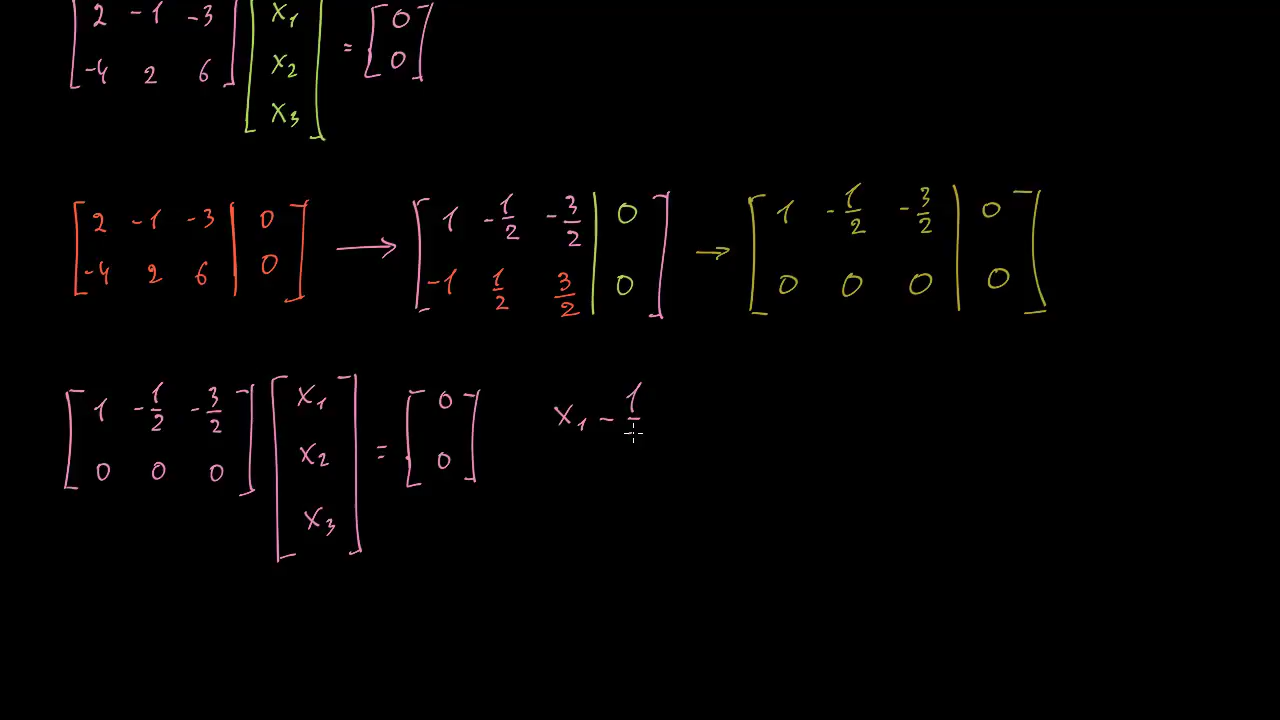 [2 -1 -3] [x₁] = [0]
[-4 2 6] [x₂] [0]
[x₃]
[2 -1 -3 | 0] → [1 -1/2 -3/2 | 0] → [1 -1/2 -3/2 | 0]
[-4 2 6 | 0] [-1 1/2 3/2 | 0] [0 0 0 | 0]
[1 -1/2 -3/2] [x₁] = [0] x₁ - 1/
[0 0 0] [x₂] [0]
[x₃]